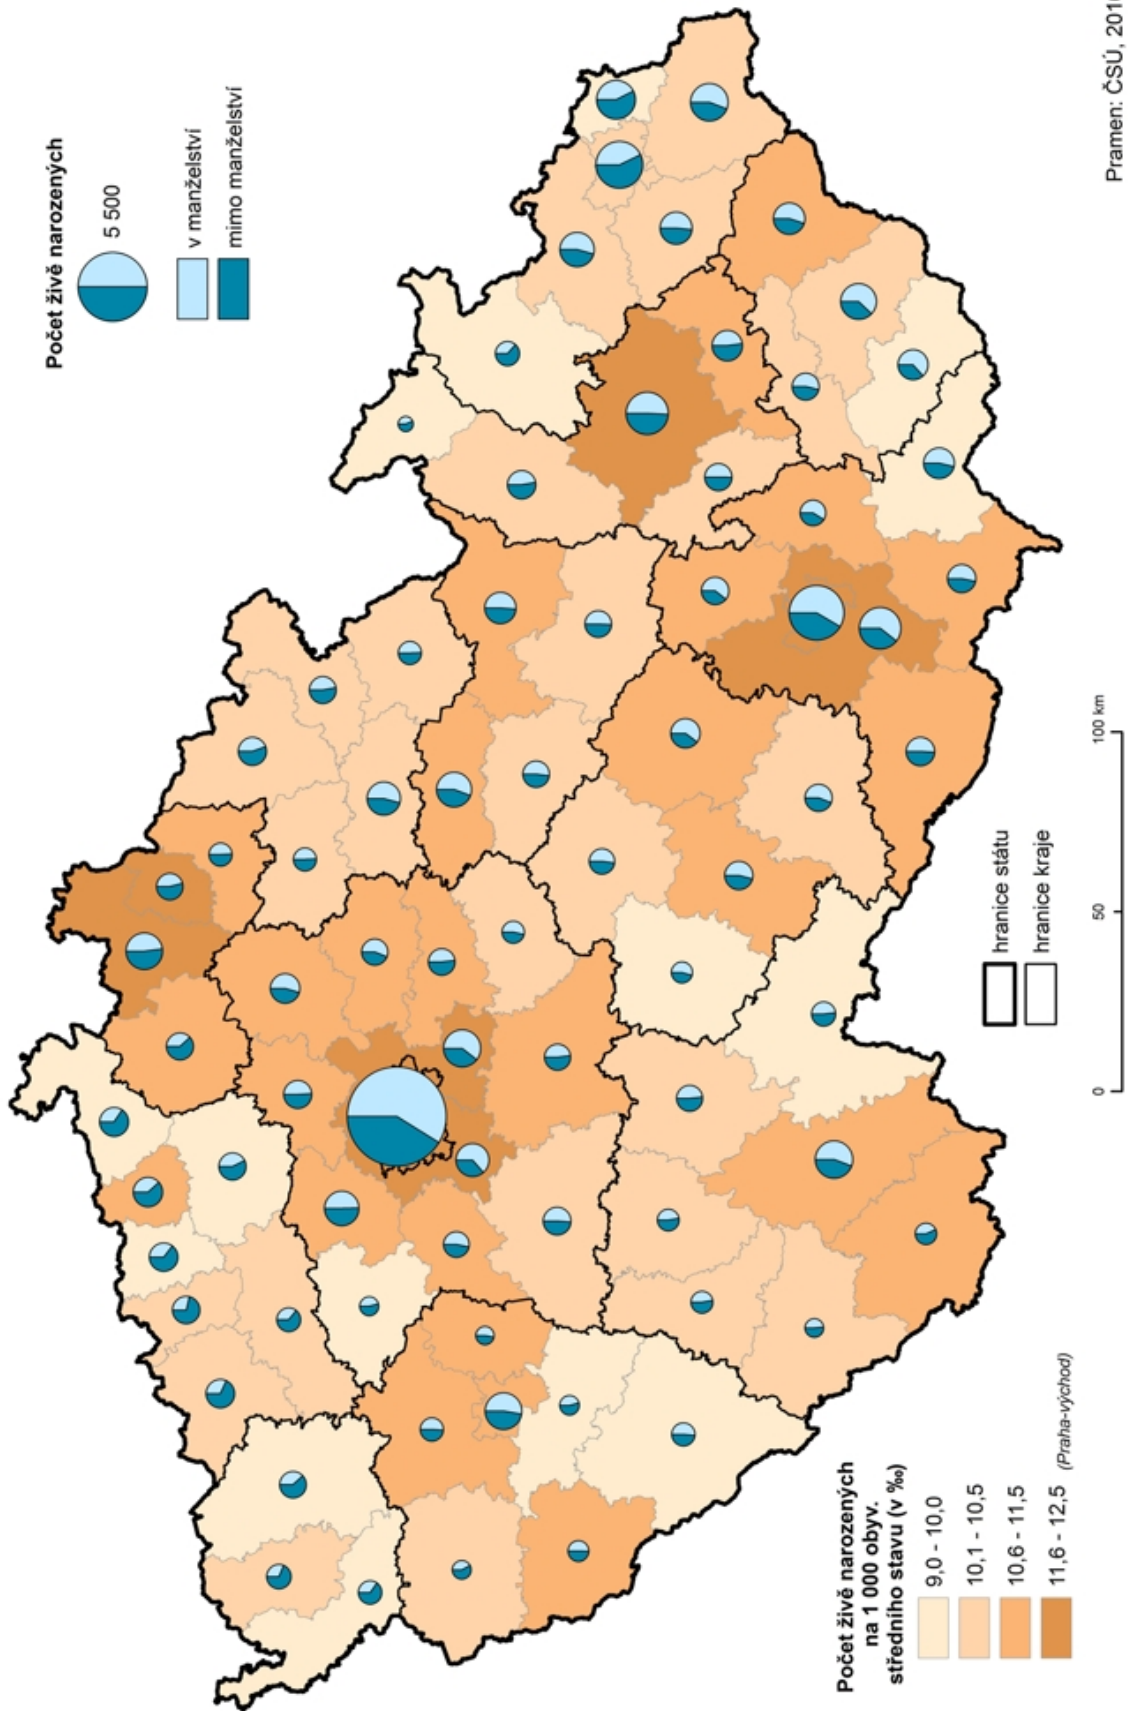 Počet živě narozených
5 500
v manželství
mimo manželství
Počet živě narozených
na 1 000 obyv.
středního stavu (v ‰)
9,0 - 10,0
10,1 - 10,5
10,6 - 11,5
11,6 - 12,5 (Praha-východ)
hranice státu
hranice kraje
0 50 100 km
Pramen: ČSÚ,